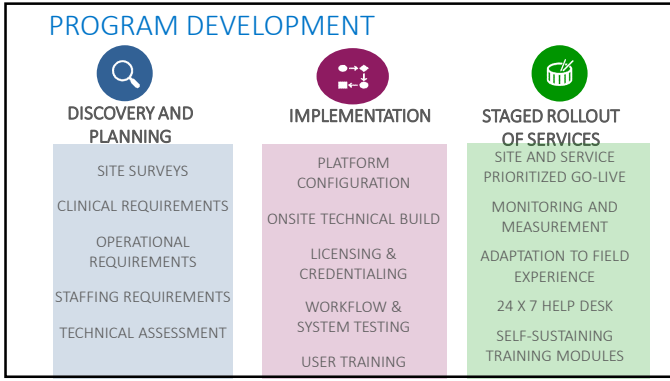 PROGRAM DEVELOPMENT
DISCOVERY AND
PLANNING
SITE SURVEYS
CLINICAL REQUIREMENTS
OPERATIONAL
REQUIREMENTS
STAFFING REQUIREMENTS
TECHNICAL ASSESSMENT
IMPLEMENTATION
PLATFORM
CONFIGURATION
ONSITE TECHNICAL BUILD
LICENSING &
CREDENTIALING
WORKFLOW &
SYSTEM TESTING
USER TRAINING
STAGED ROLLOUT
OF SERVICES
SITE AND SERVICE
PRIORITIZED GO-LIVE
MONITORING AND
MEASUREMENT
ADAPTATION TO FIELD
EXPERIENCE
24 X 7 HELP DESK
SELF-SUSTAINING
TRAINING MODULES